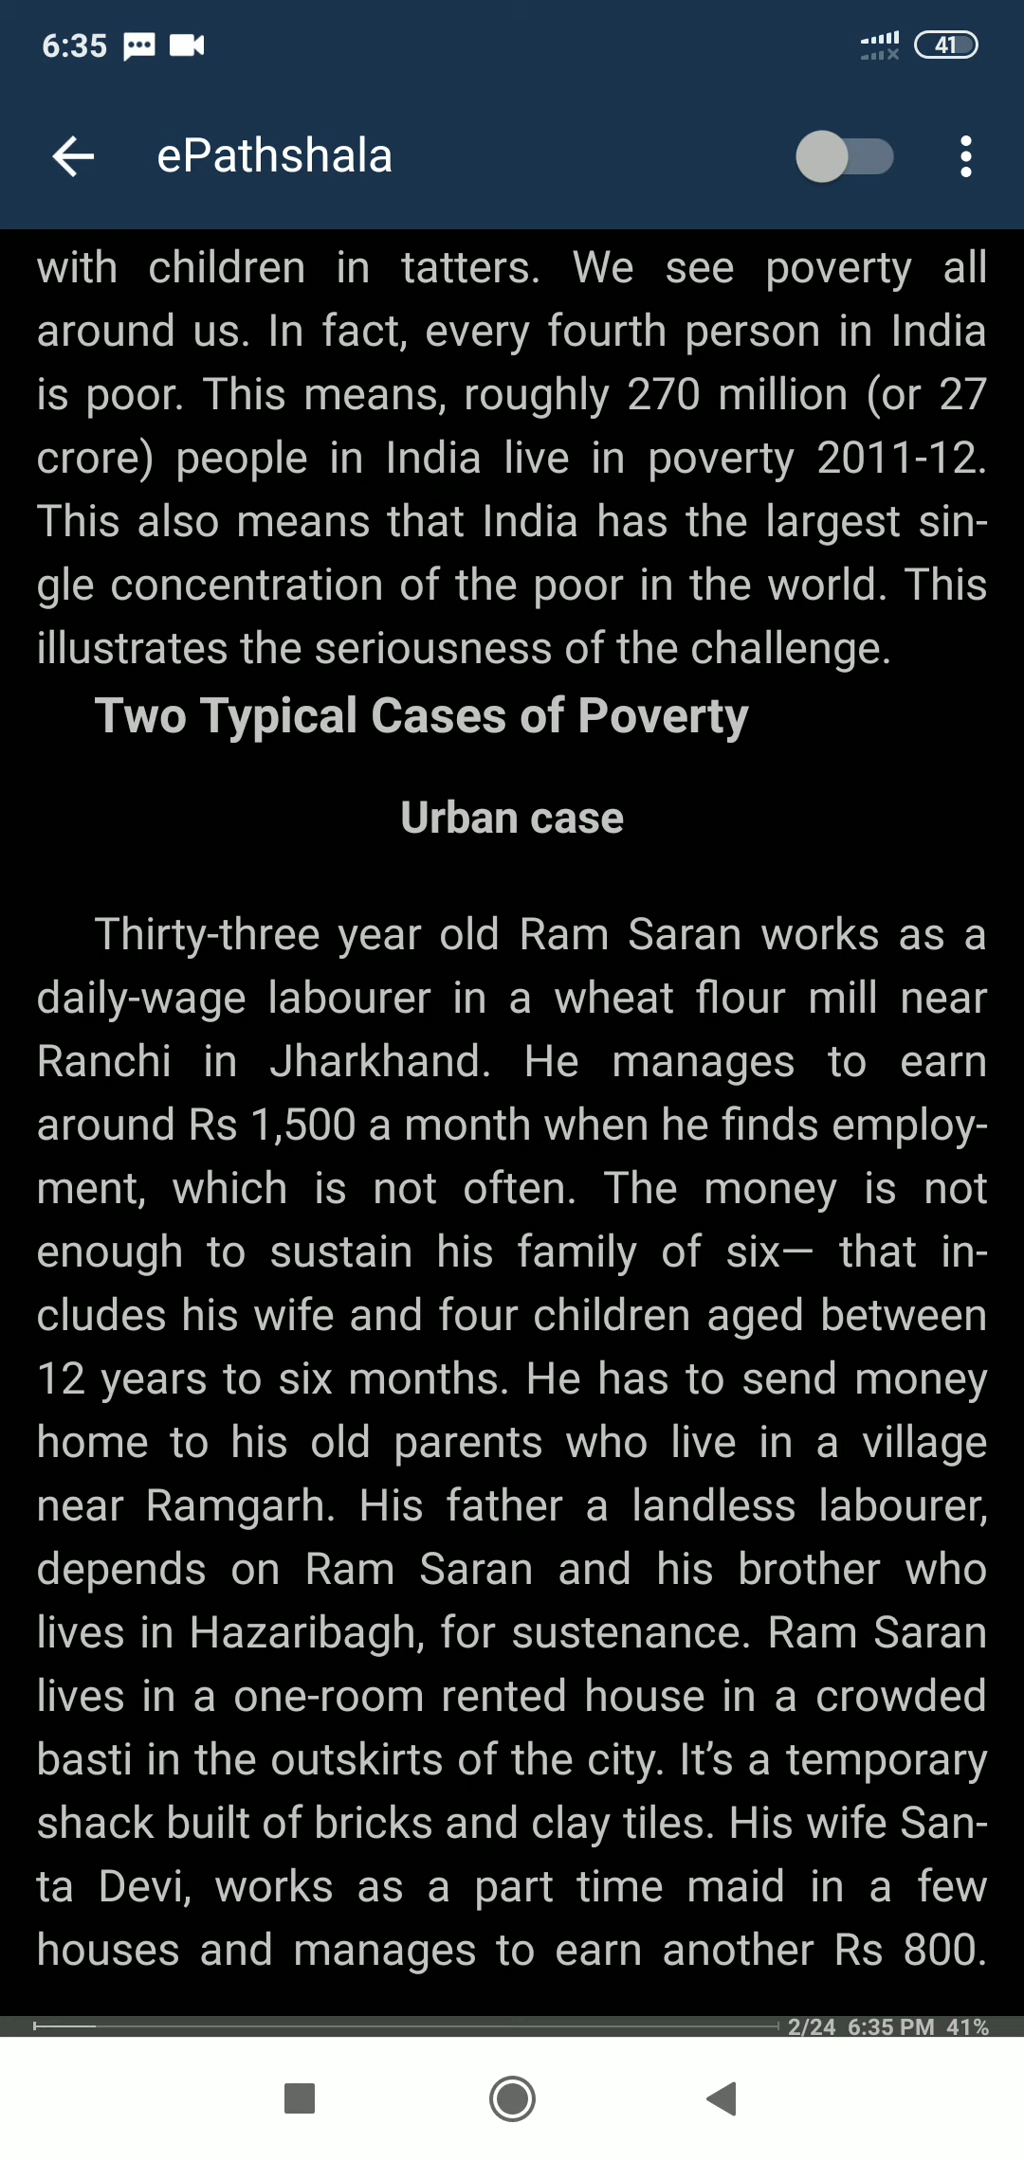 6:35
41
ePathshala
with children in tatters. We see poverty all
around us. In fact, every fourth person in India
is poor. This means, roughly 270 million (or 27
crore) people in India live in poverty 2011-12.
This also means that India has the largest sin-
gle concentration of the poor in the world. This
illustrates the seriousness of the challenge.
Two Typical Cases of Poverty
Urban case
Thirty-three year old Ram Saran works as a
daily-wage labourer in a wheat flour mill near
Ranchi in Jharkhand. He manages to earn
around Rs 1,500 a month when he finds employ-
ment, which is not often. The money is not
enough to sustain his family of six— that in-
cludes his wife and four children aged between
12 years to six months. He has to send money
home to his old parents who live in a village
near Ramgarh. His father a landless labourer,
depends on Ram Saran and his brother who
lives in Hazaribagh, for sustenance. Ram Saran
lives in a one-room rented house in a crowded
basti in the outskirts of the city. It’s a temporary
shack built of bricks and clay tiles. His wife San-
ta Devi, works as a part time maid in a few
houses and manages to earn another Rs 800.
2/24 6:35 PM 41%